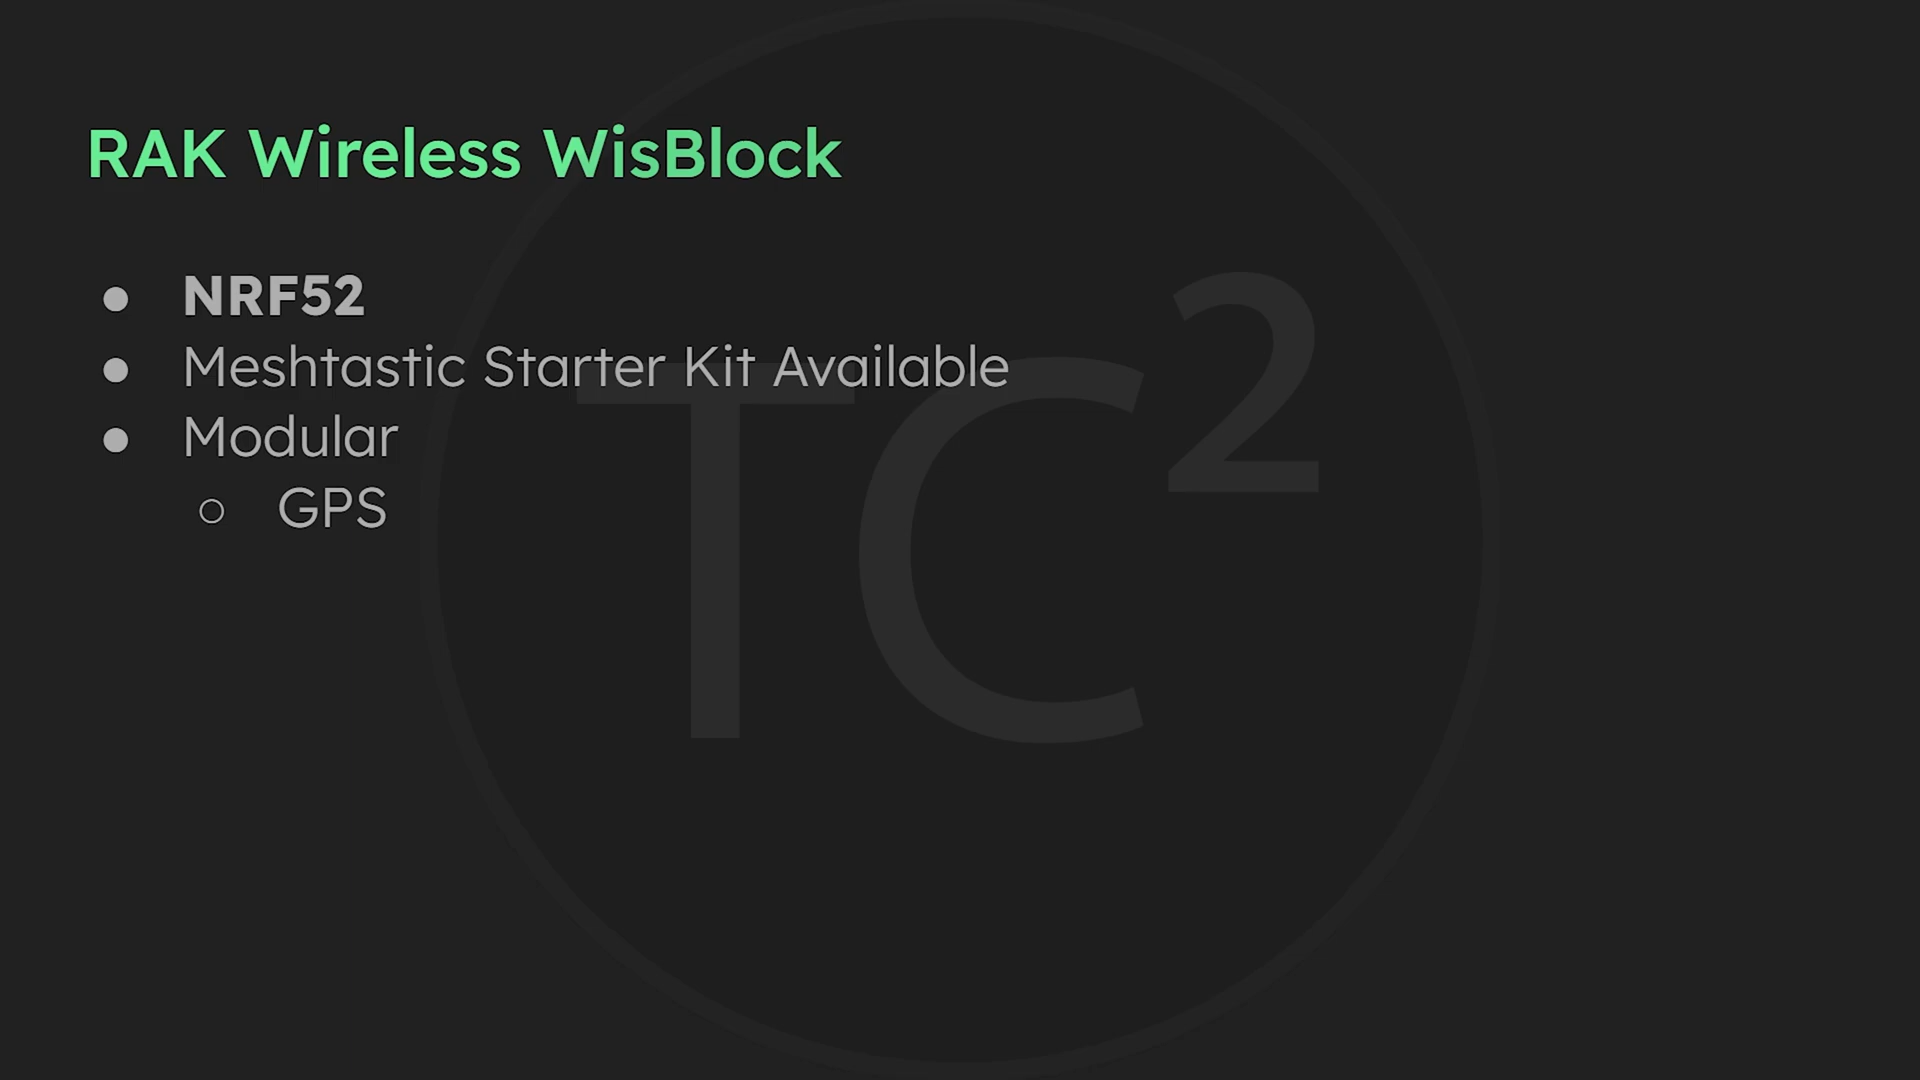 RAK Wireless WisBlock
● NRF52
● Meshtastic Starter Kit Available
● Modular
○ GPS
TC²